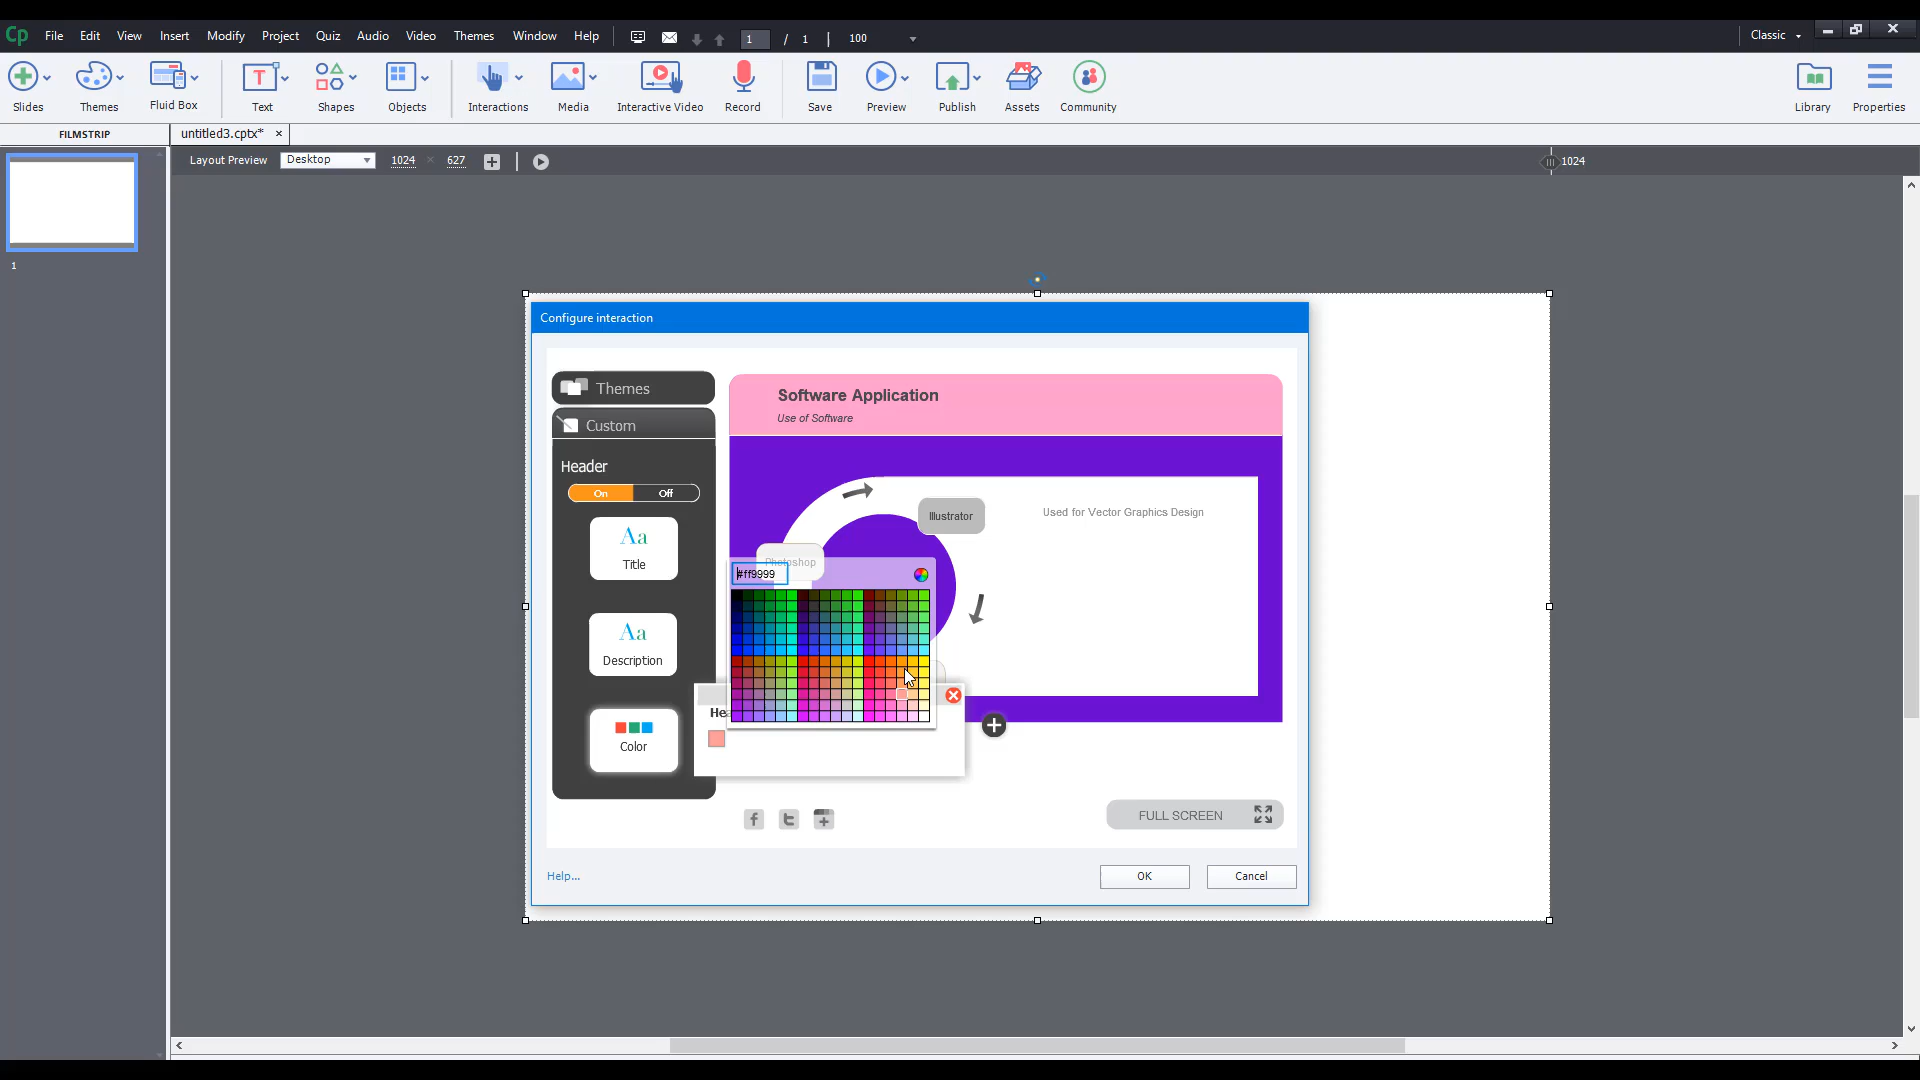 Cp File Edit View Insert Modify Project Quiz Audio Video Themes Window Help 1 / 1 100 Classic
Slides Themes Fluid Box Text Shapes Objects Interactions Media Interactive Video Record Save Preview Publish Assets Community Library Properties
FILMSTRIP untitled3.cptx*
Layout Preview Desktop 1024 × 627 1024
1
Configure interaction
Themes
Custom
Header
On Off
Aa
Title
Aa
Description
Color
Software Application
Use of Software
Illustrator
Used for Vector Graphics Design
Photoshop
#ff9999
FULL SCREEN
Help...
OK
Cancel